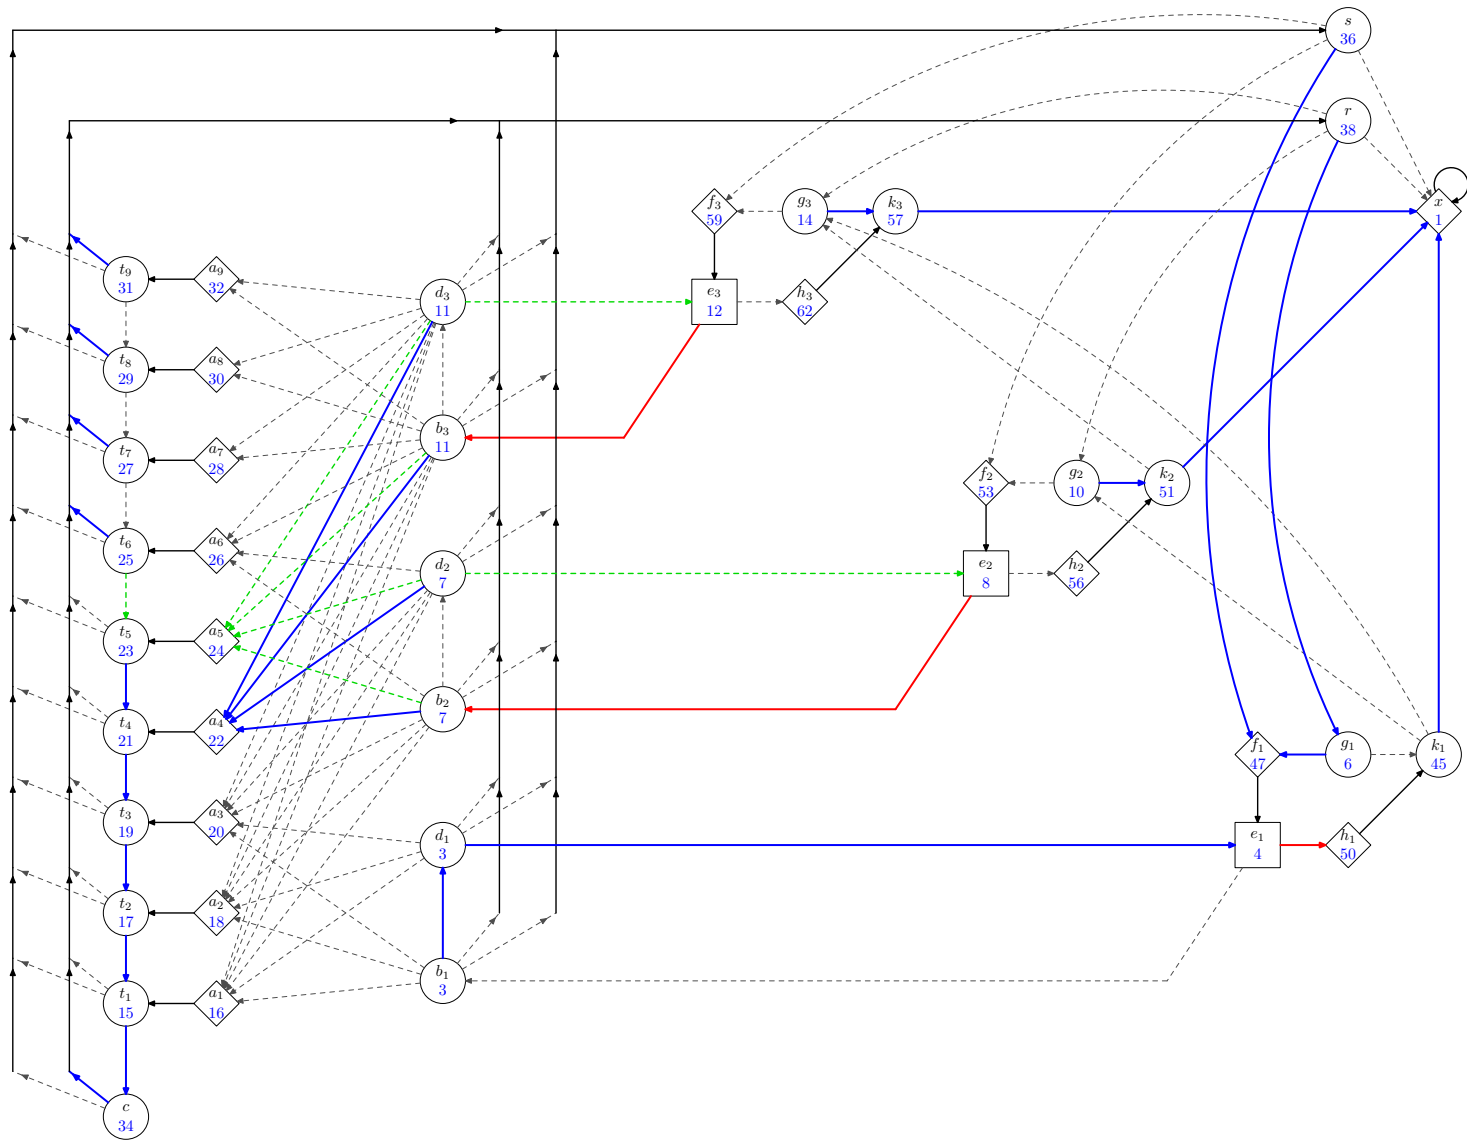 s
36
r
38
x
1
f₃
59
g₃
14
k₃
57
t₉
31
a₉
32
d₃
11
e₃
12
h₃
62
t₈
29
a₈
30
b₃
11
t₇
27
a₇
28
f₂
53
g₂
10
k₂
51
t₆
25
a₆
26
d₂
7
e₂
8
h₂
56
t₅
23
a₅
24
b₂
7
t₄
21
a₄
22
f₁
47
g₁
6
k₁
45
t₃
19
a₃
20
d₁
3
e₁
4
h₁
50
t₂
17
a₂
18
b₁
3
t₁
15
a₁
16
c
34